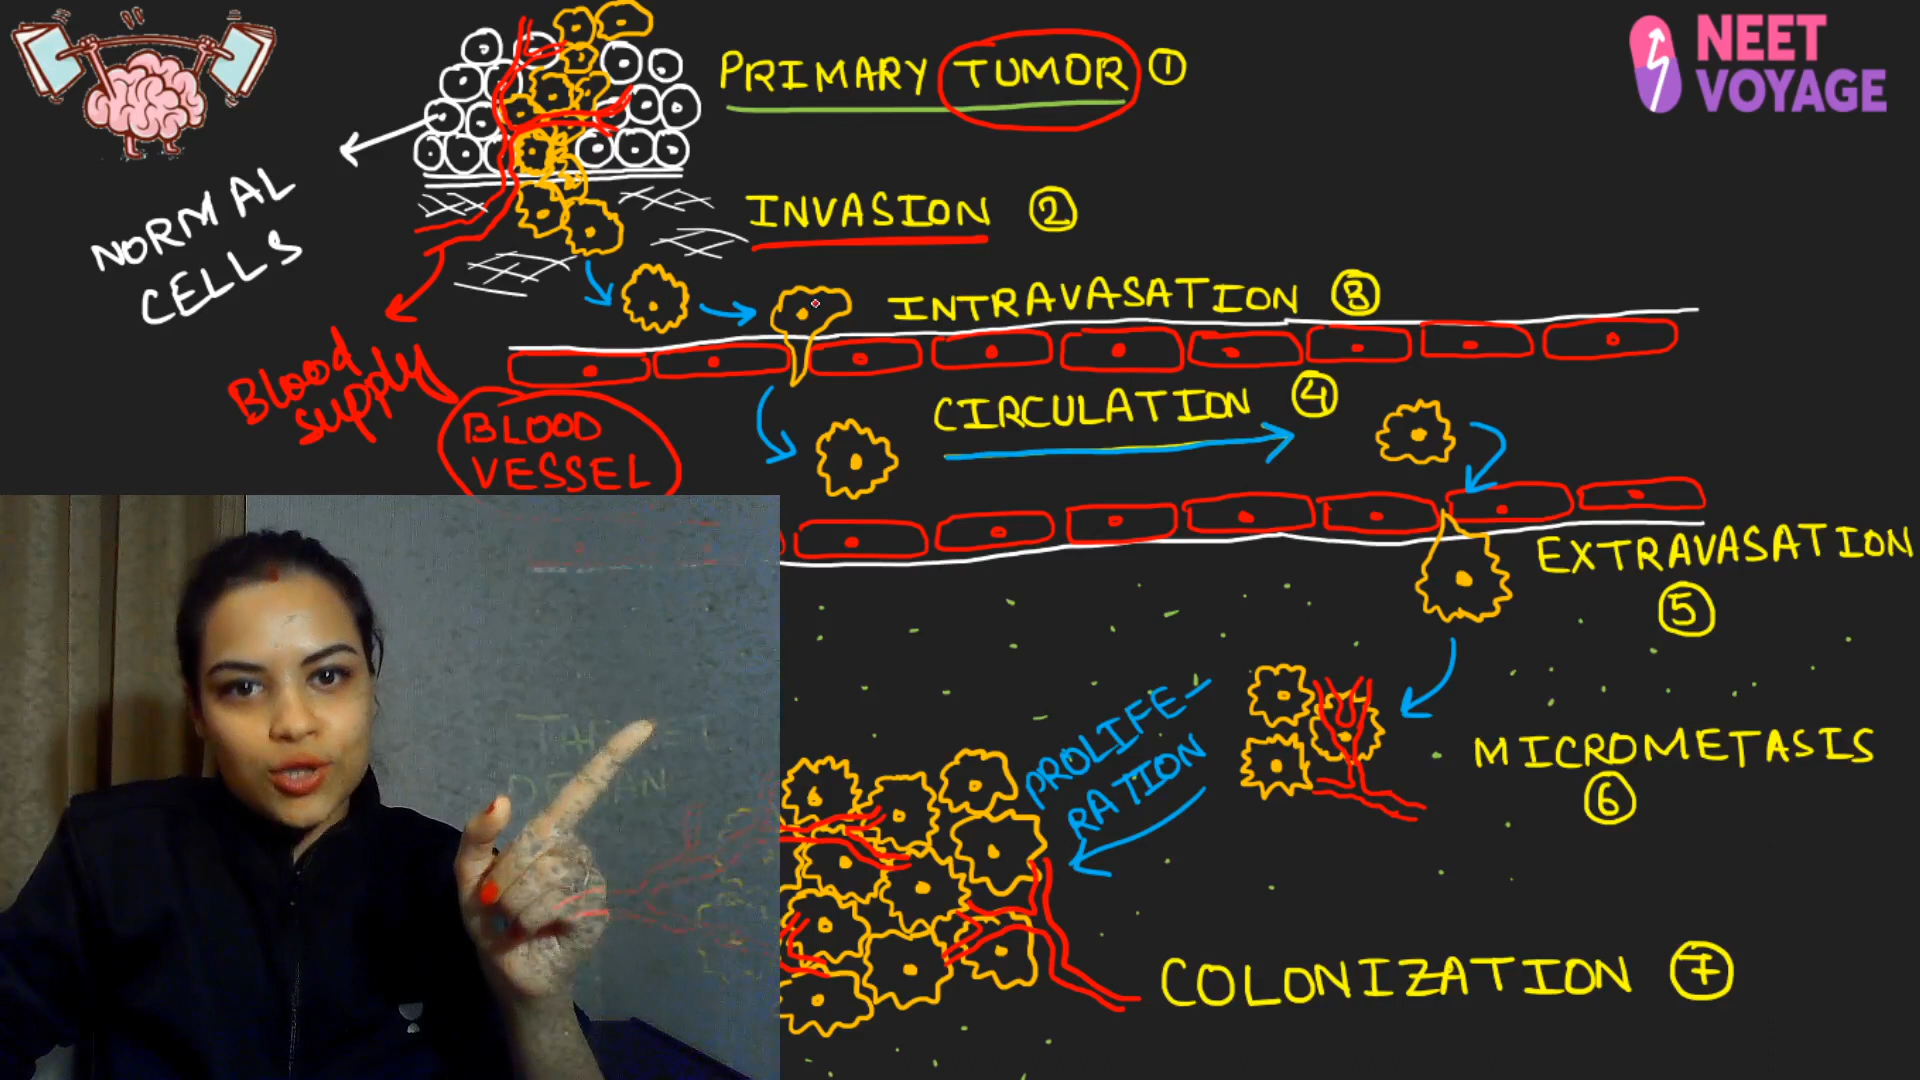 NEET
VOYAGE
PRIMARY TUMOR 1
NORMAL
CELLS
INVASION 2
INTRAVASATION 3
Blood
supply
BLOOD
VESSEL
CIRCULATION 4
EXTRAVASATION
5
PROLIFE-
RATION
MICROMETASIS
6
COLONIZATION 7